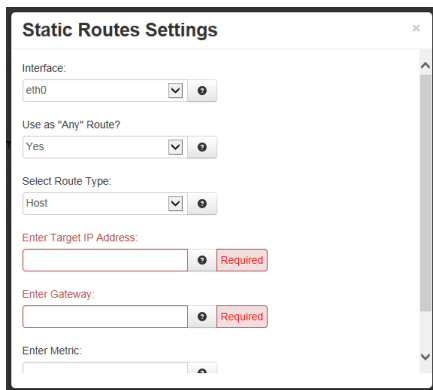 Static Routes Settings
×
Interface:
eth0
Use as "Any" Route?
Yes
Select Route Type:
Host
Enter Target IP Address:
Required
Enter Gateway:
Required
Enter Metric: